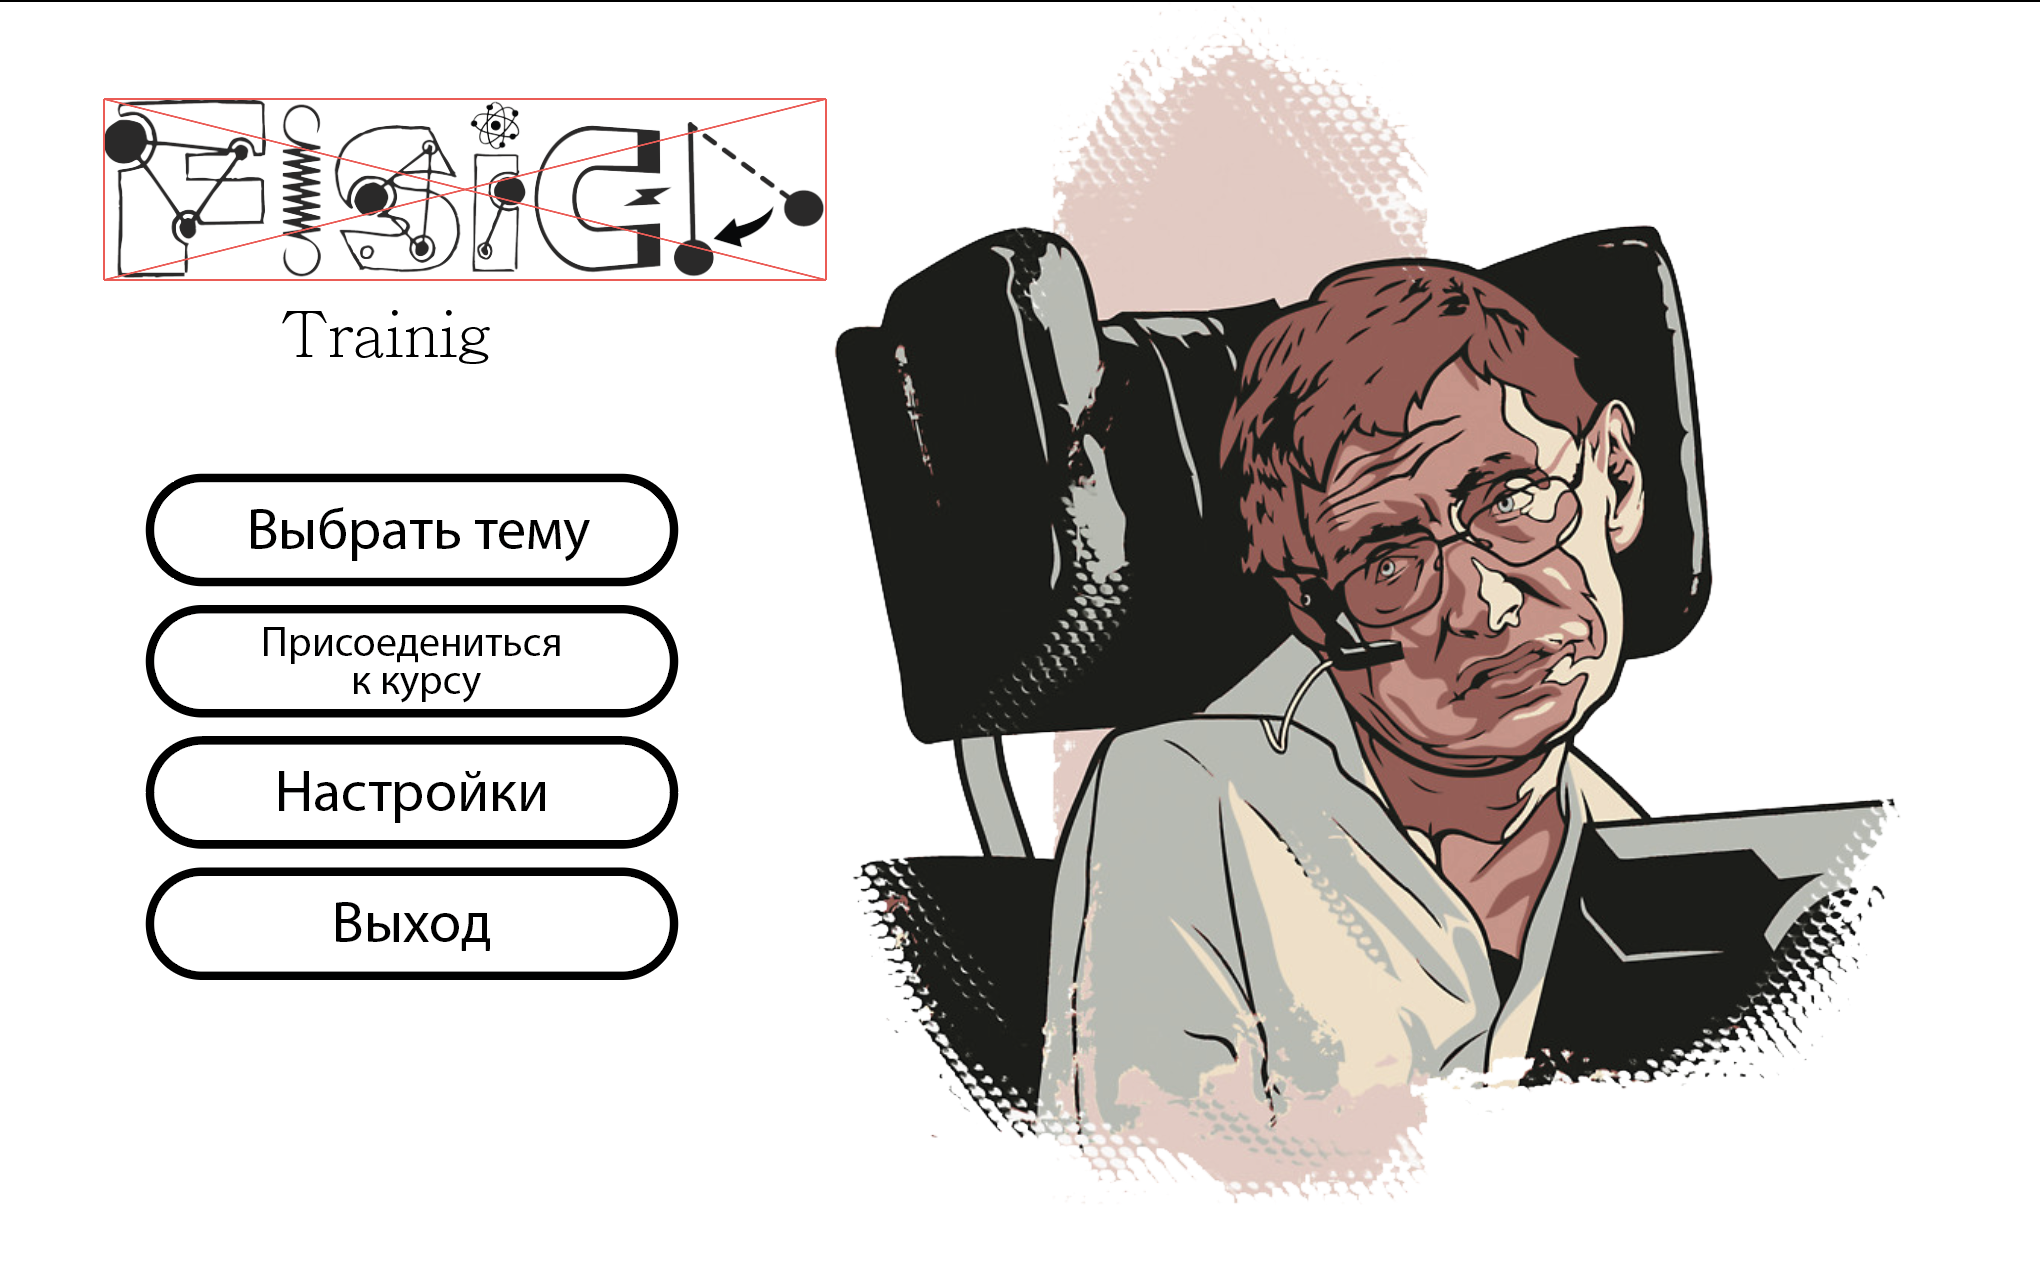 Fisica
Trainig
Выбрать тему
Присоедениться
к курсу
Настройки
Выход